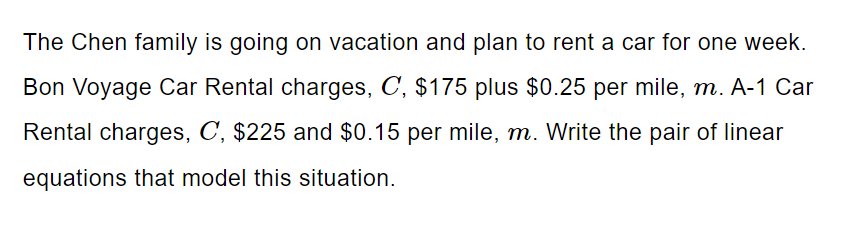 The Chen family is going on vacation and plan to rent a car for one week.
Bon Voyage Car Rental charges, C, $175 plus $0.25 per mile, m. A-1 Car
Rental charges, C, $225 and $0.15 per mile, m. Write the pair of linear
equations that model this situation.